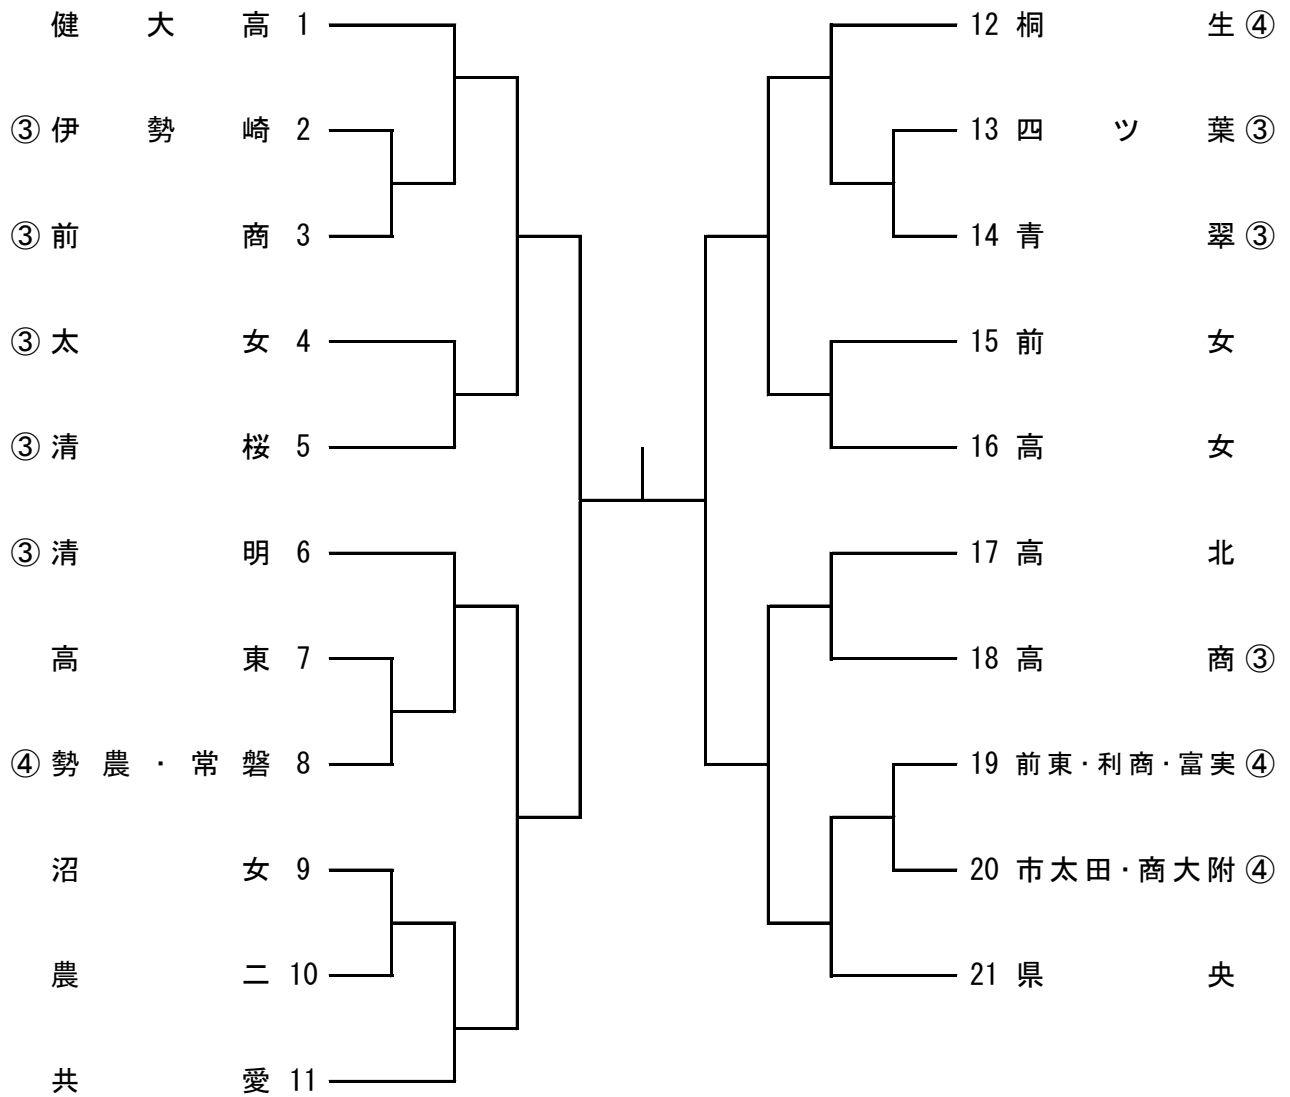 健大高 1
③ 伊勢崎 2
③ 前商 3
③ 太女 4
③ 清桜 5
③ 清明 6
高東 7
④ 勢農・常磐 8
沼女 9
農二 10
共愛 11
12 桐生 ④
13 四ツ葉 ③
14 青翠 ③
15 前女
16 高女
17 高北
18 高商 ③
19 前東・利商・富実 ④
20 市太田・商大附 ④
21 県央